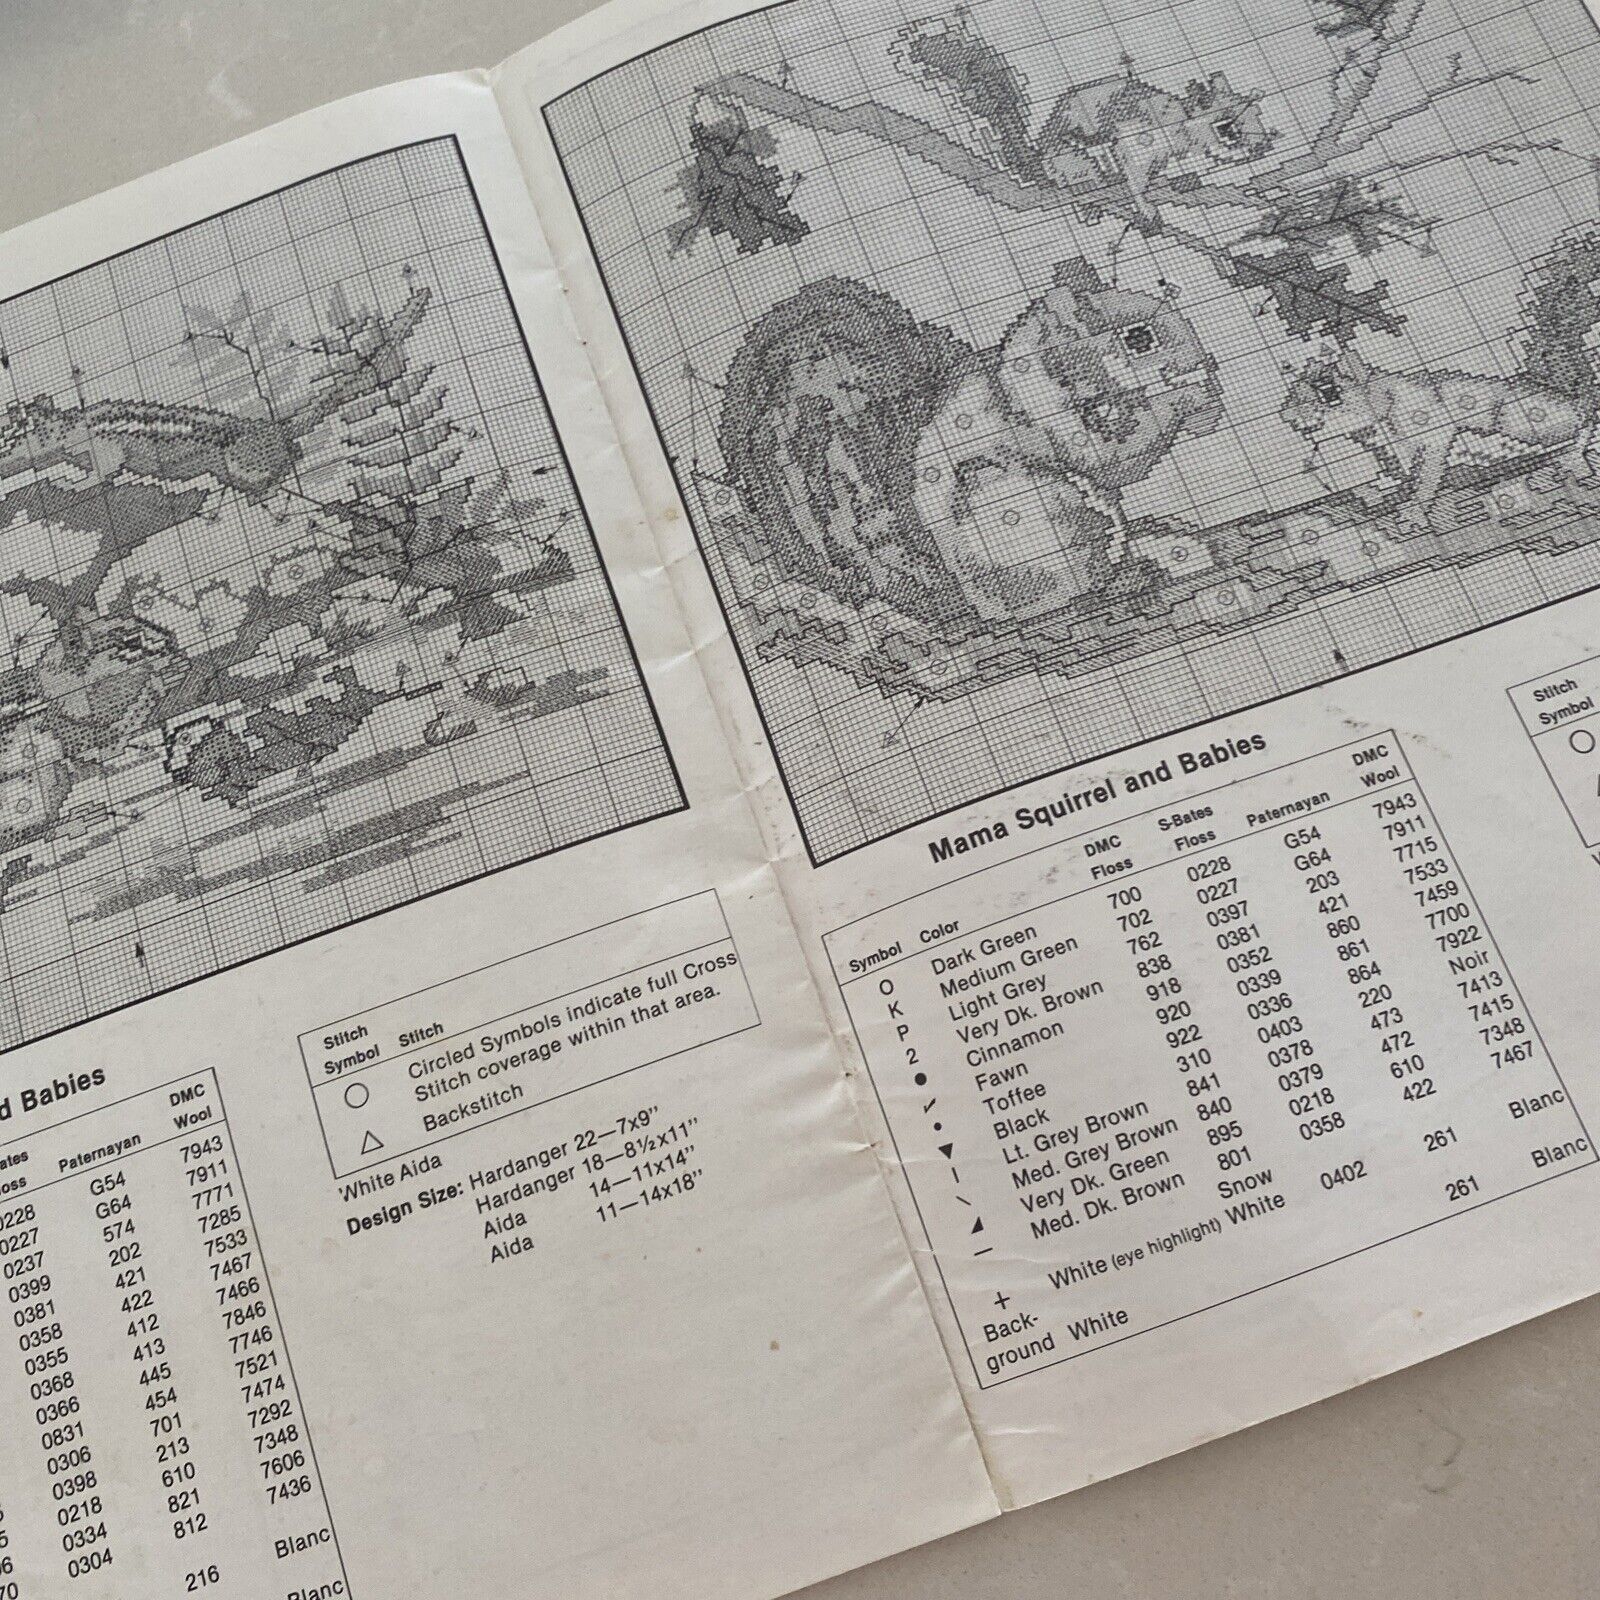 d Babies
ates
oss Paternayan DMC Wool
0228 G54 7943
0227 G64 7911
0237 574 7771
0399 202 7285
0381 421 7533
0358 422 7467
0355 412 7466
0368 413 7846
0366 445 7746
0831 454 7521
0306 701 7474
0398 213 7292
0218 610 7348
0334 821 7606
0304 812 7436
216 Blanc
Blanc
Stitch
Symbol Stitch
○ Circled Symbols indicate full Cross
Stitch coverage within that area.
△ Backstitch
White Aida
Design Size: Hardanger 22—7x9"
Hardanger 18—8½x11"
Aida 14—11x14"
Aida 11—14x18"
Mama Squirrel and Babies
DMC S-Bates DMC
Symbol Color Floss Floss Paternayan Wool
O Dark Green 700 0228 G54 7943
K Medium Green 702 0227 G64 7911
P Light Grey 762 0397 203 7715
2 Very Dk. Brown 838 0381 421 7533
● Cinnamon 918 0352 860 7459
✓ Fawn 920 0339 861 7700
• Toffee 922 0336 864 7922
▼ Black 310 0403 220 Noir
| Lt. Grey Brown 841 0378 473 7413
\ Med. Grey Brown 840 0379 472 7415
◢ Very Dk. Green 895 0218 610 7348
— Med. Dk. Brown 801 0358 422 7467
Snow
+ White (eye highlight) White 0402 261 Blanc
Back-
ground White 261 Blanc
Stitch
Symbol
○